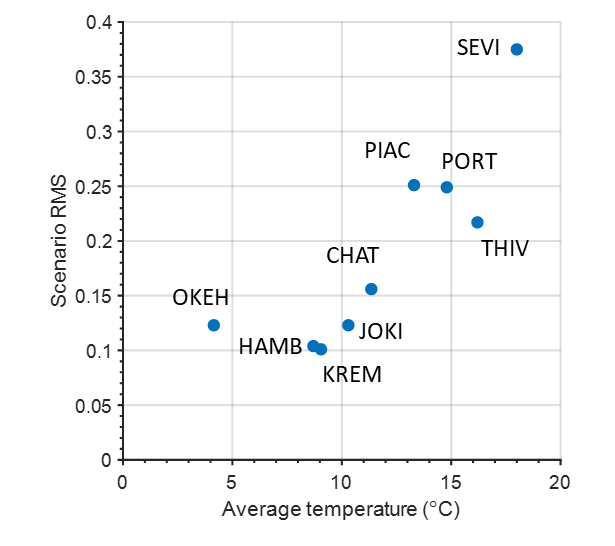 0.4
SEVI
0.35
0.3
PIAC
PORT
0.25
Scenario RMS
0.2
THIV
CHAT
0.15
OKEH
JOKI
HAMB
0.1
KREM
0.05
0
0 5 10 15 20
Average temperature (°C)